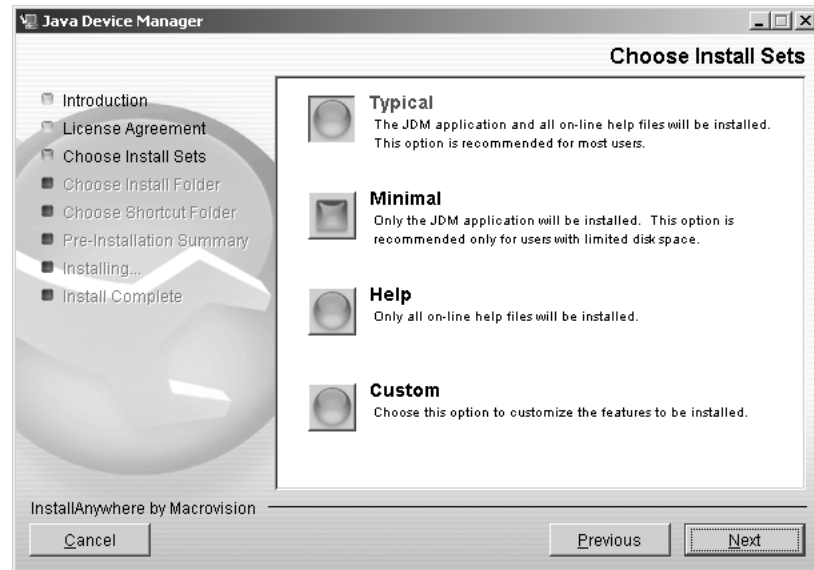 Java Device Manager
Choose Install Sets
Introduction
License Agreement
Choose Install Sets
Choose Install Folder
Choose Shortcut Folder
Pre-Installation Summary
Installing...
Install Complete
Typical
The JDM application and all on-line help files will be installed.
This option is recommended for most users.
Minimal
Only the JDM application will be installed.  This option is
recommended only for users with limited disk space.
Help
Only all on-line help files will be installed.
Custom
Choose this option to customize the features to be installed.
InstallAnywhere by Macrovision
Cancel
Previous
Next